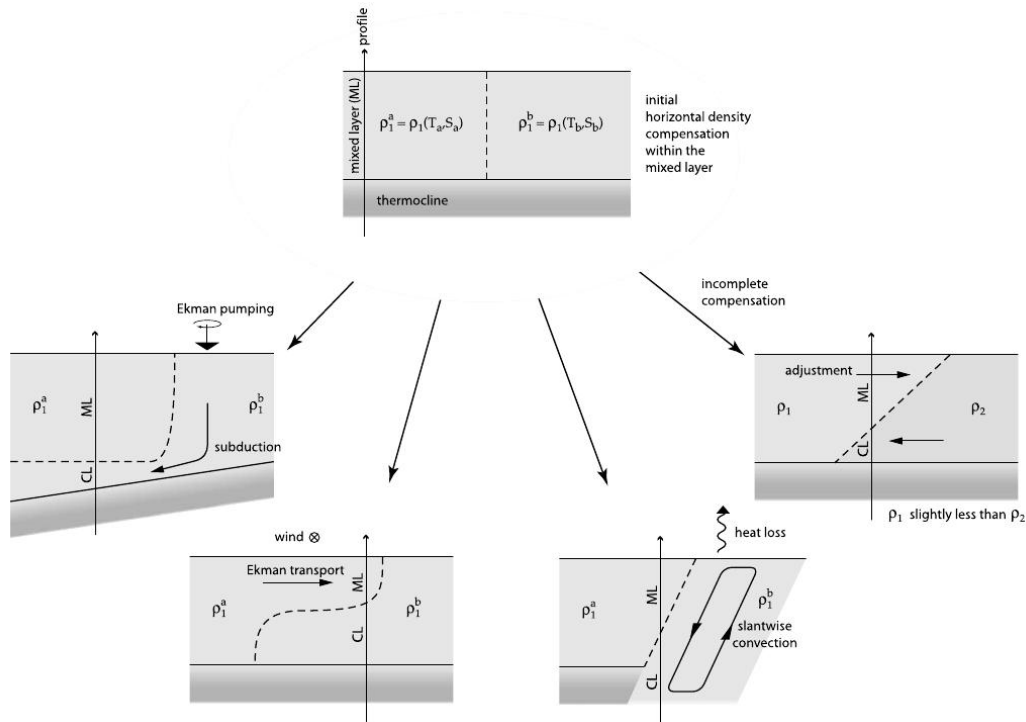 profile
mixed layer (ML)
ρ₁ᵃ = ρ₁(Tₐ,Sₐ)
ρ₁ᵇ = ρ₁(T_b,S_b)
thermocline
initial
horizontal density
compensation
within the
mixed layer
incomplete
compensation
Ekman pumping
ρ₁ᵃ
ML
ρ₁ᵇ
subduction
CL
adjustment
ML
ρ₁
ρ₂
CL
ρ₁ slightly less than ρ₂
wind ⊗
Ekman transport
ML
ρ₁ᵃ
ρ₁ᵇ
CL
heat loss
ML
ρ₁ᵃ
ρ₁ᵇ
slantwise
convection
CL